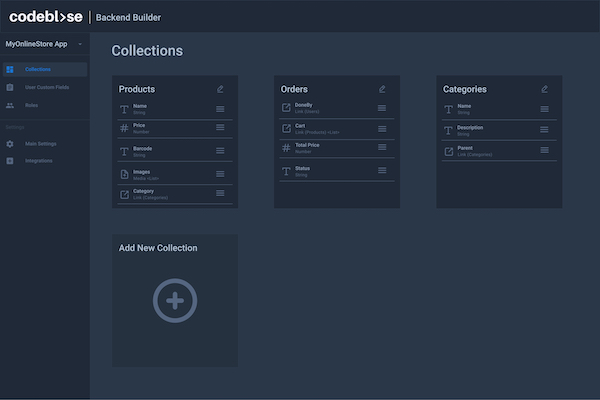 codebl>se
Backend Builder
MyOnlineStore App
Collections
User Custom Fields
Roles
Settings
Main Settings
Integrations
Collections
Products
Name
String
Price
Number
Barcode
String
Images
Media <List>
Category
Link (Categories)
Orders
DoneBy
Link (Users)
Cart
Link (Products) <List>
Total Price
Number
Status
String
Categories
Name
String
Description
String
Parent
Link (Categories)
Add New Collection